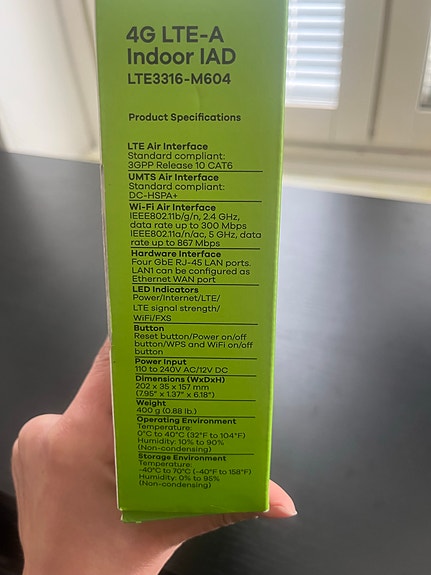 4G LTE-A
Indoor IAD
LTE3316-M604
Product Specifications
LTE Air Interface
Standard compliant:
3GPP Release 10 CAT6
UMTS Air Interface
Standard compliant:
DC-HSPA+
Wi-Fi Air Interface
IEEE802.11b/g/n, 2.4 GHz,
data rate up to 300 Mbps
IEEE802.11a/n/ac, 5 GHz, data
rate up to 867 Mbps
Hardware Interface
Four GbE RJ-45 LAN ports.
LAN1 can be configured as
Ethernet WAN port
LED Indicators
Power/Internet/LTE/
LTE signal strength/
WiFi/FXS
Button
Reset button/Power on/off
button/WPS and WiFi on/off
button
Power Input
110 to 240V AC/12V DC
Dimensions (WxDxH)
202 x 35 x 157 mm
(7.95" x 1.37" x 6.18")
Weight
400 g (0.88 lb.)
Operating Environment
Temperature:
0°C to 40°C (32°F to 104°F)
Humidity: 10% to 90%
(Non-condensing)
Storage Environment
Temperature:
-40°C to 70°C (-40°F to 158°F)
Humidity: 0% to 95%
(Non-condensing)